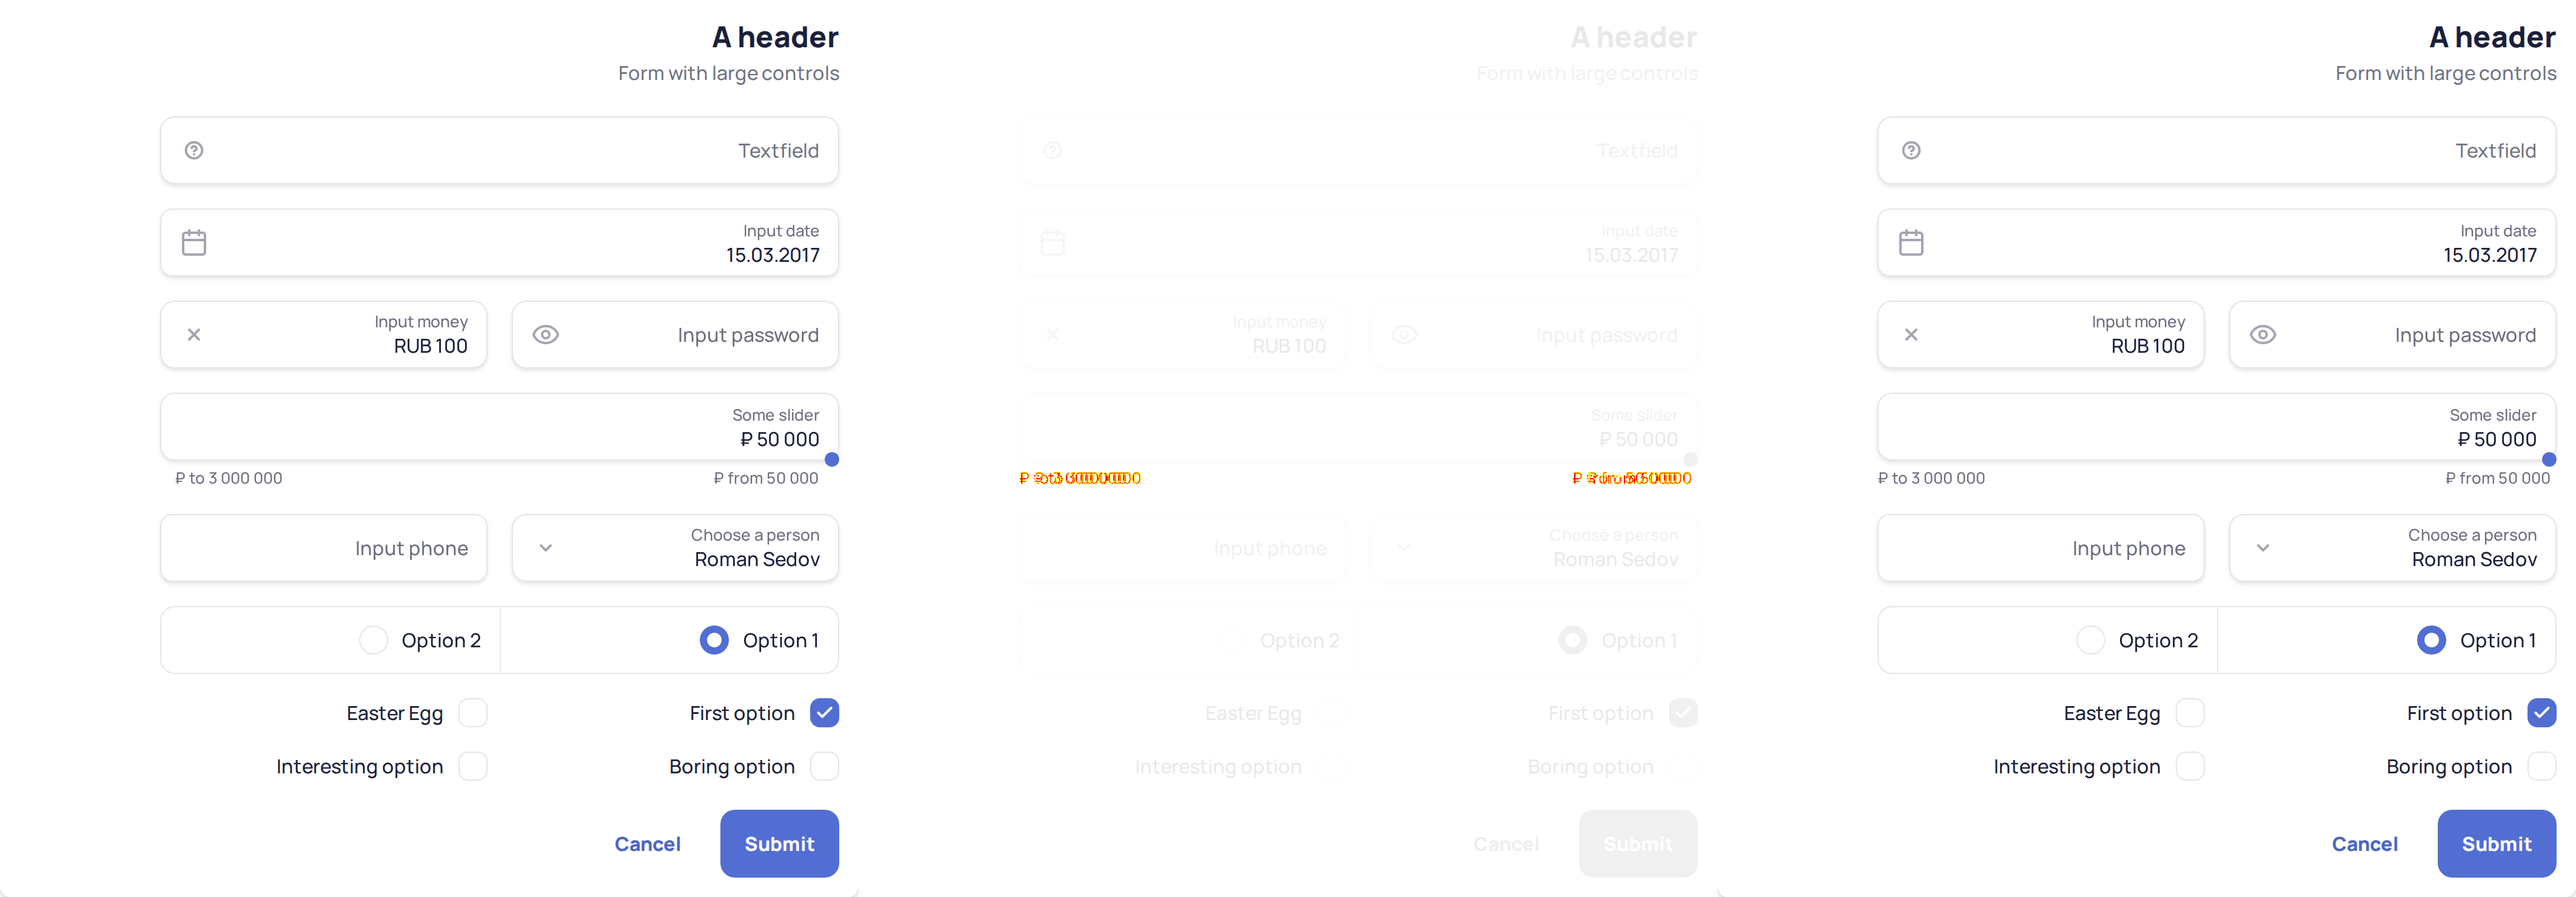 A header
Form with large controls
Textfield
Input date
15.03.2017
Input money
RUB 100
Input password
Some slider
₽ 50 000
₽ to 3 000 000
₽ from 50 000
Input phone
Choose a person
Roman Sedov
Option 2
Option 1
Easter Egg
First option
Interesting option
Boring option
Cancel
Submit
A header
Form with large controls
Textfield
Input date
15.03.2017
Input money
RUB 100
Input password
Some slider
₽ 50 000
Input phone
Choose a person
Roman Sedov
Option 2
Option 1
Easter Egg
First option
Interesting option
Boring option
Cancel
Submit
A header
Form with large controls
Textfield
Input date
15.03.2017
Input money
RUB 100
Input password
Some slider
₽ 50 000
₽ to 3 000 000
₽ from 50 000
Input phone
Choose a person
Roman Sedov
Option 2
Option 1
Easter Egg
First option
Interesting option
Boring option
Cancel
Submit